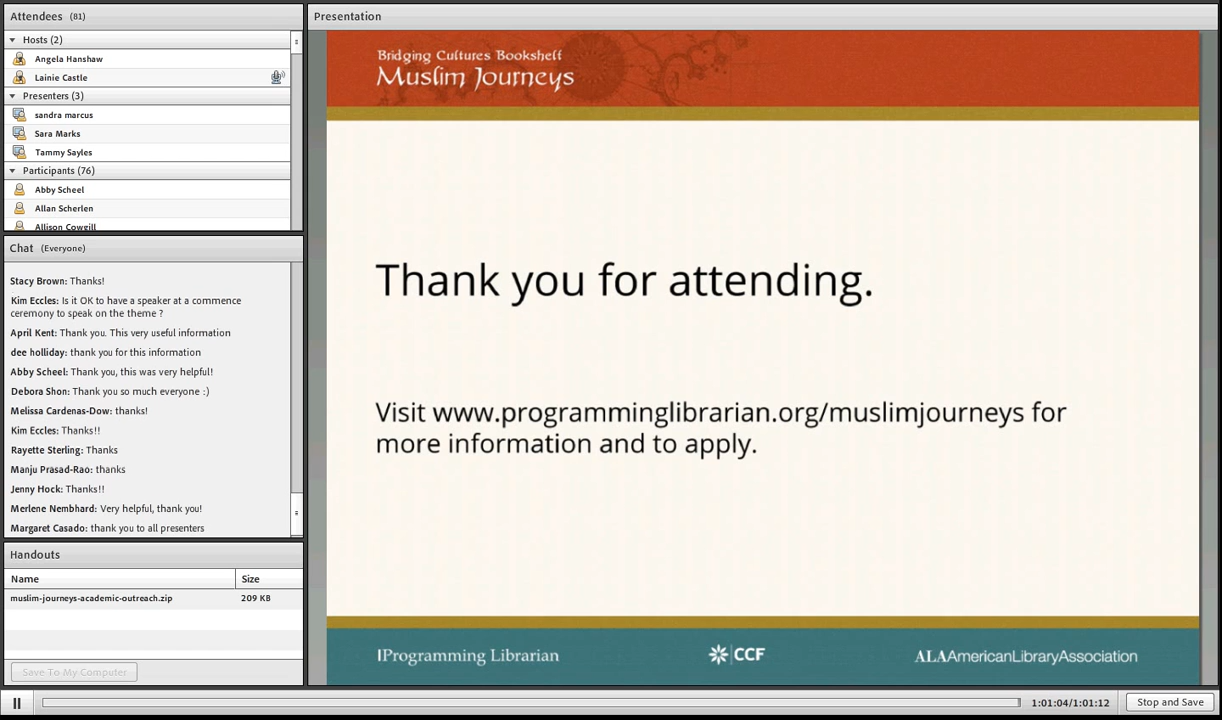 Attendees (81)
Hosts (2)
Angela Hanshaw
Lainie Castle
Presenters (3)
sandra marcus
Sara Marks
Tammy Sayles
Participants (76)
Abby Scheel
Allan Scherlen
Allison Cowgill
Chat (Everyone)
Stacy Brown: Thanks!
Kim Eccles: Is it OK to have a speaker at a commence
ceremony to speak on the theme ?
April Kent: Thank you. This very useful information
dee holliday: thank you for this information
Abby Scheel: Thank you, this was very helpful!
Debora Shon: Thank you so much everyone :)
Melissa Cardenas-Dow: thanks!
Kim Eccles: Thanks!!
Rayette Sterling: Thanks
Manju Prasad-Rao: thanks
Jenny Hock: Thanks!!
Merlene Nembhard: Very helpful, thank you!
Margaret Casado: thank you to all presenters
Handouts
Name Size
muslim-journeys-academic-outreach.zip 209 KB
Save To My Computer
Presentation
Bridging Cultures Bookshelf
Muslim Journeys
Thank you for attending.
Visit www.programminglibrarian.org/muslimjourneys for
more information and to apply.
Programming Librarian
CCF
ALAAmericanLibraryAssociation
1:01:04/1:01:12
Stop and Save